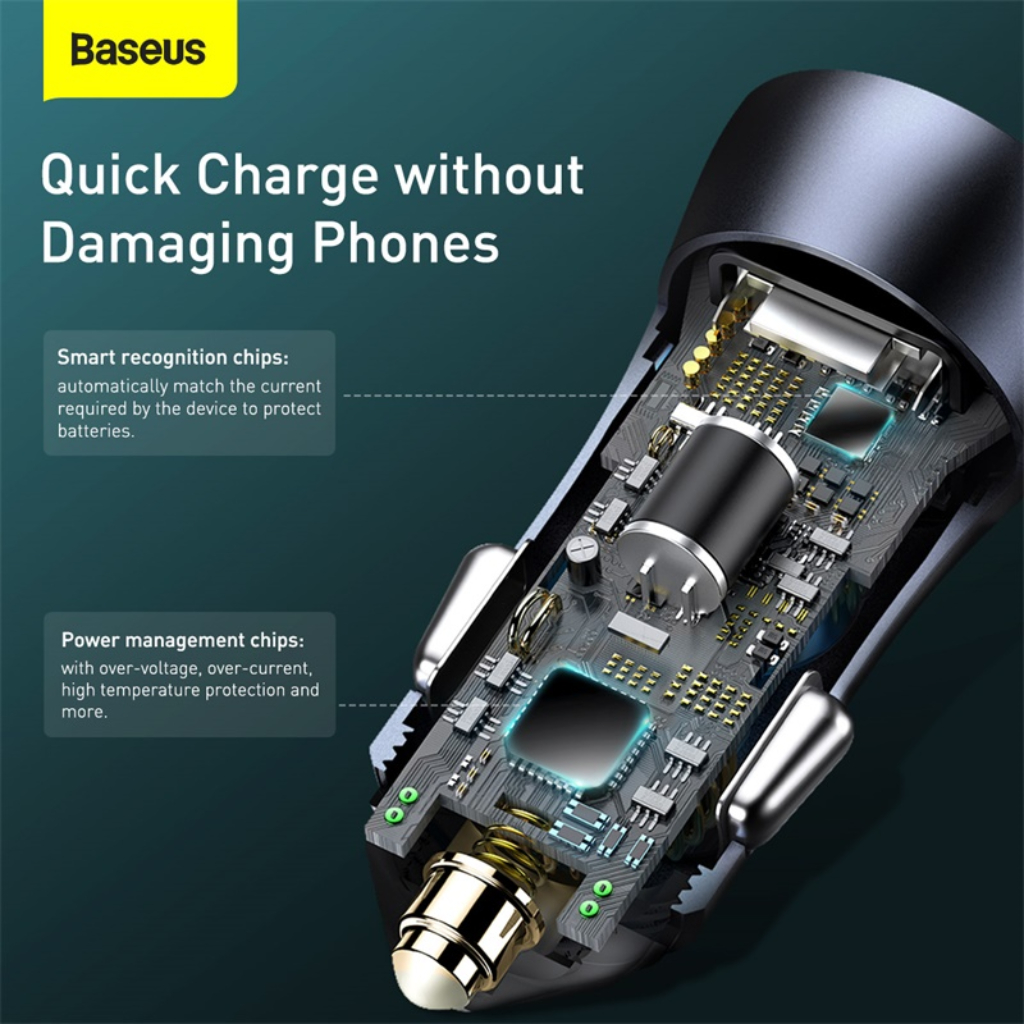 Baseus
Quick Charge without
Damaging Phones
Smart recognition chips:
automatically match the current
required by the device to protect
batteries.
Power management chips:
with over-voltage, over-current,
high temperature protection and
more.